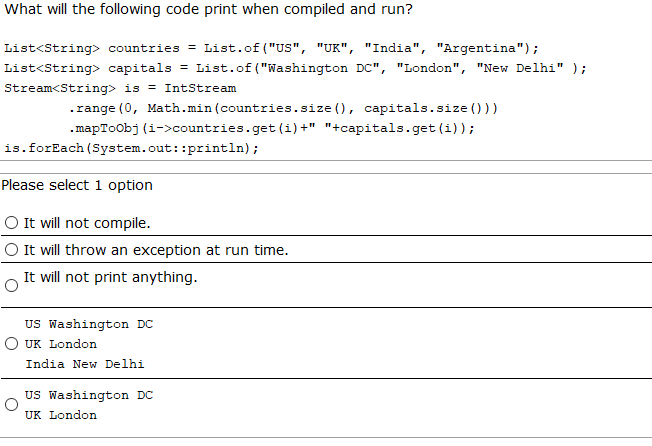 What will the following code print when compiled and run?
List<String> countries = List.of("US", "UK", "India", "Argentina");
List<String> capitals = List.of("Washington DC", "London", "New Delhi" );
Stream<String> is = IntStream
.range(0, Math.min(countries.size(), capitals.size()))
.mapToObj(i->countries.get(i)+" "+capitals.get(i));
is.forEach(System.out::println);
Please select 1 option
It will not compile.
It will throw an exception at run time.
It will not print anything.
US Washington DC
UK London
India New Delhi
US Washington DC
UK London